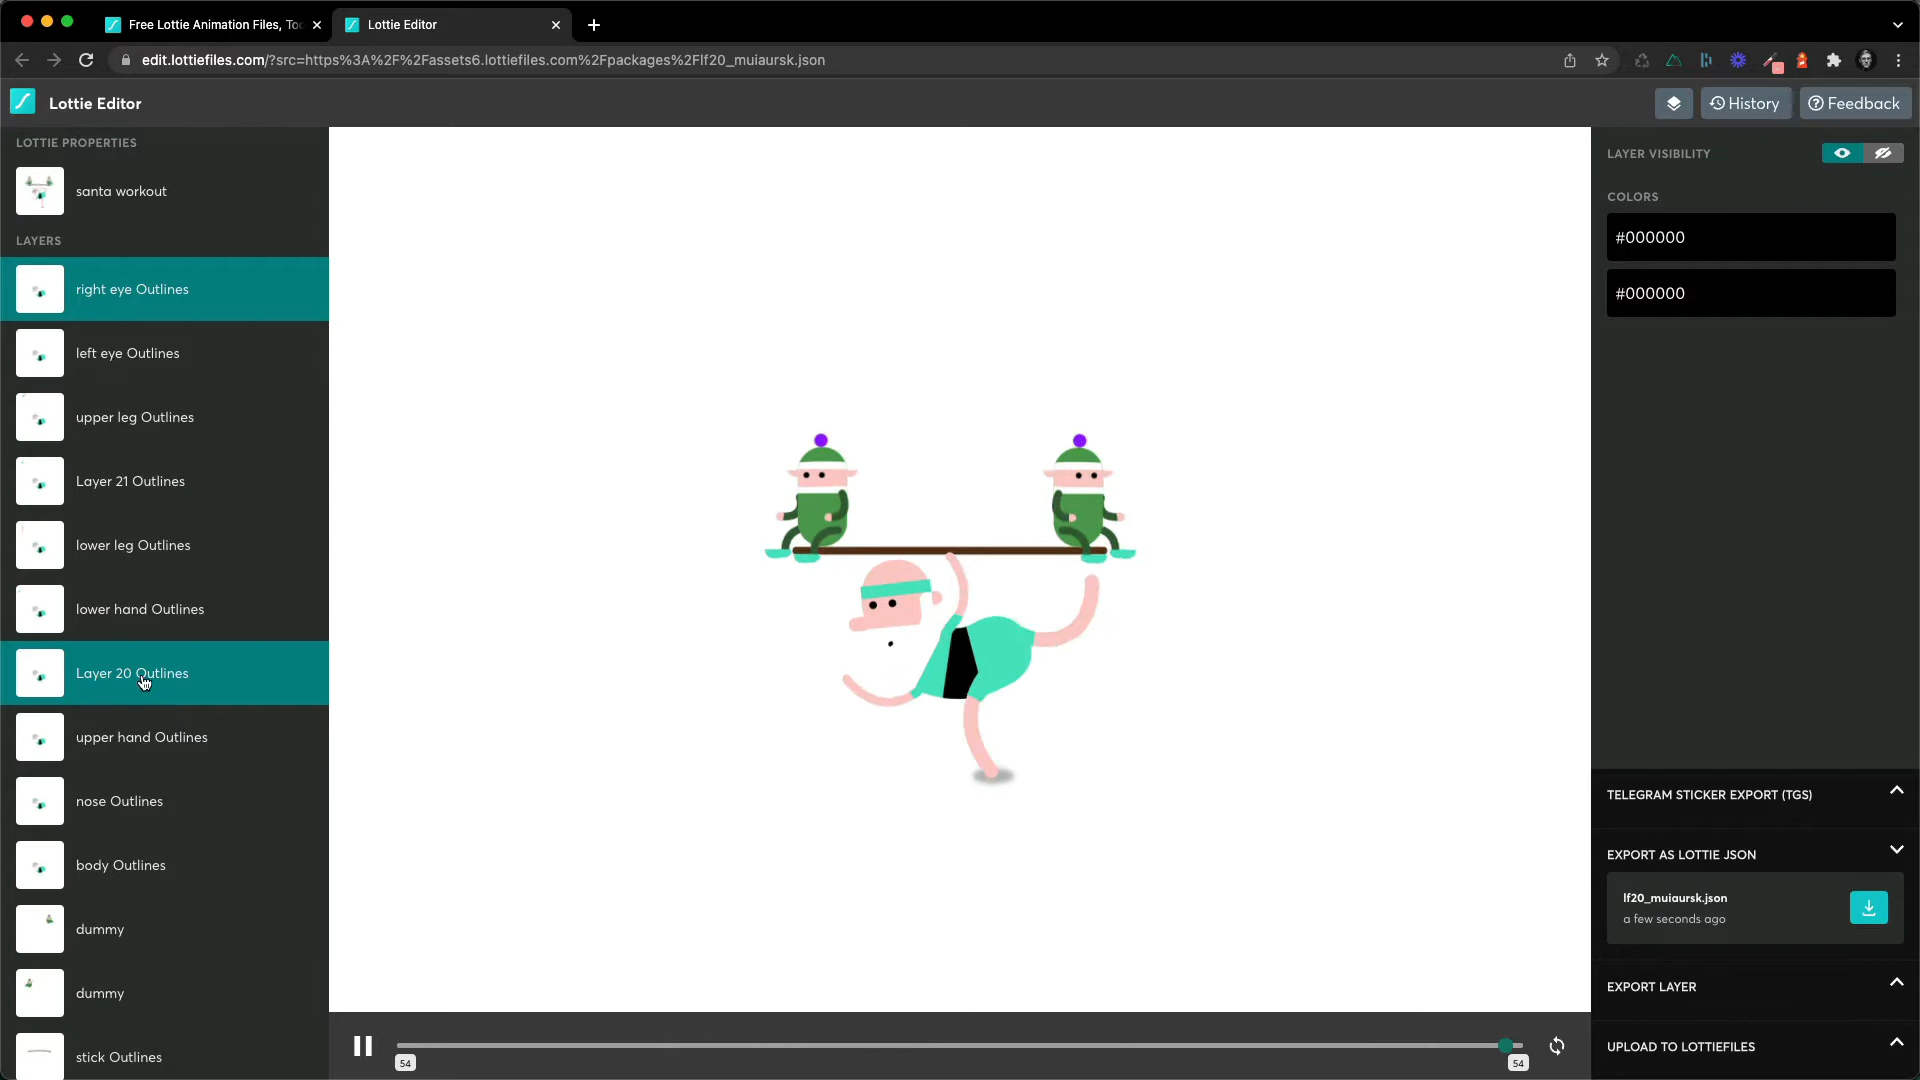 Free Lottie Animation Files, Too
Lottie Editor
edit.lottiefiles.com/?src=https%3A%2F%2Fassets6.lottiefiles.com%2Fpackages%2Flf20_muiaursk.json
Lottie Editor
History
Feedback
LOTTIE PROPERTIES
santa workout
LAYERS
right eye Outlines
left eye Outlines
upper leg Outlines
Layer 21 Outlines
lower leg Outlines
lower hand Outlines
Layer 20 Outlines
upper hand Outlines
nose Outlines
body Outlines
dummy
dummy
stick Outlines
54
54
LAYER VISIBILITY
COLORS
#000000
#000000
TELEGRAM STICKER EXPORT (TGS)
EXPORT AS LOTTIE JSON
lf20_muiaursk.json
a few seconds ago
EXPORT LAYER
UPLOAD TO LOTTIEFILES